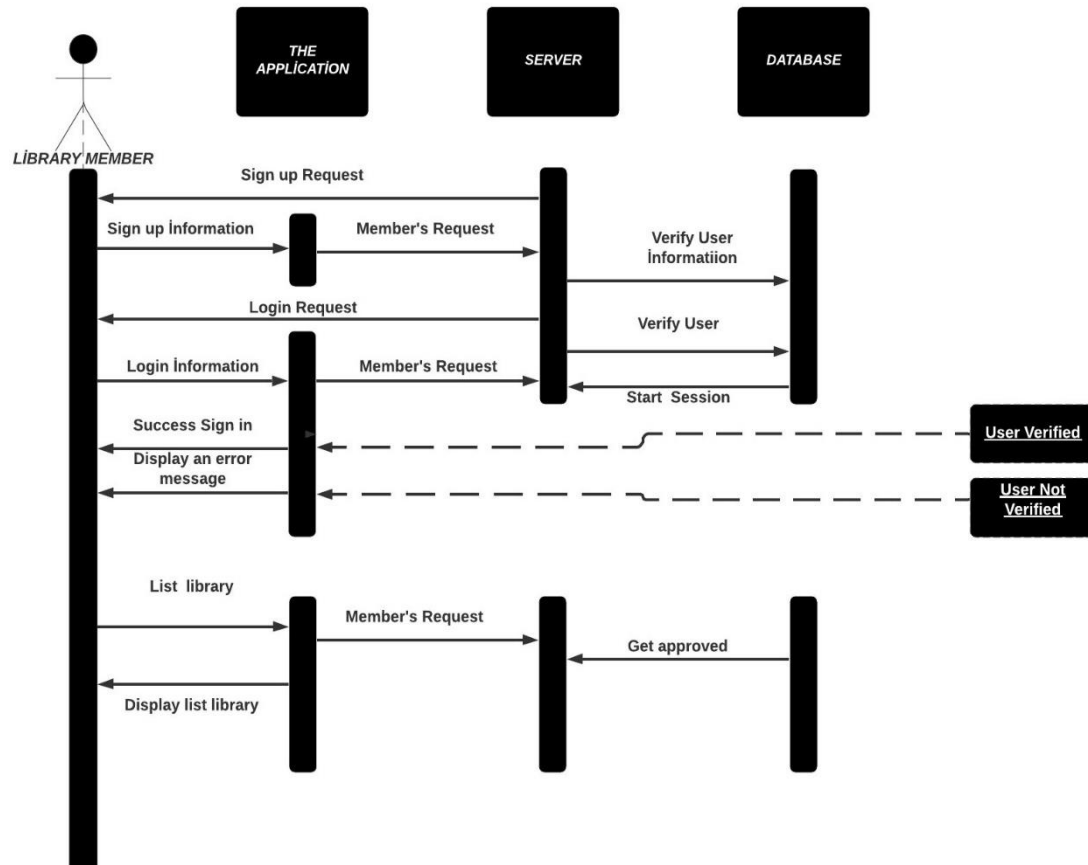 THE
APPLİCATİON
SERVER
DATABASE
LİBRARY MEMBER
Sign up Request
Sign up İnformation
Member's Request
Verify User
İnformatiion
Login Request
Verify User
Login İnformation
Member's Request
Start Session
Success Sign in
User Verified
Display an error
message
User Not
Verified
List library
Member's Request
Get approved
Display list library